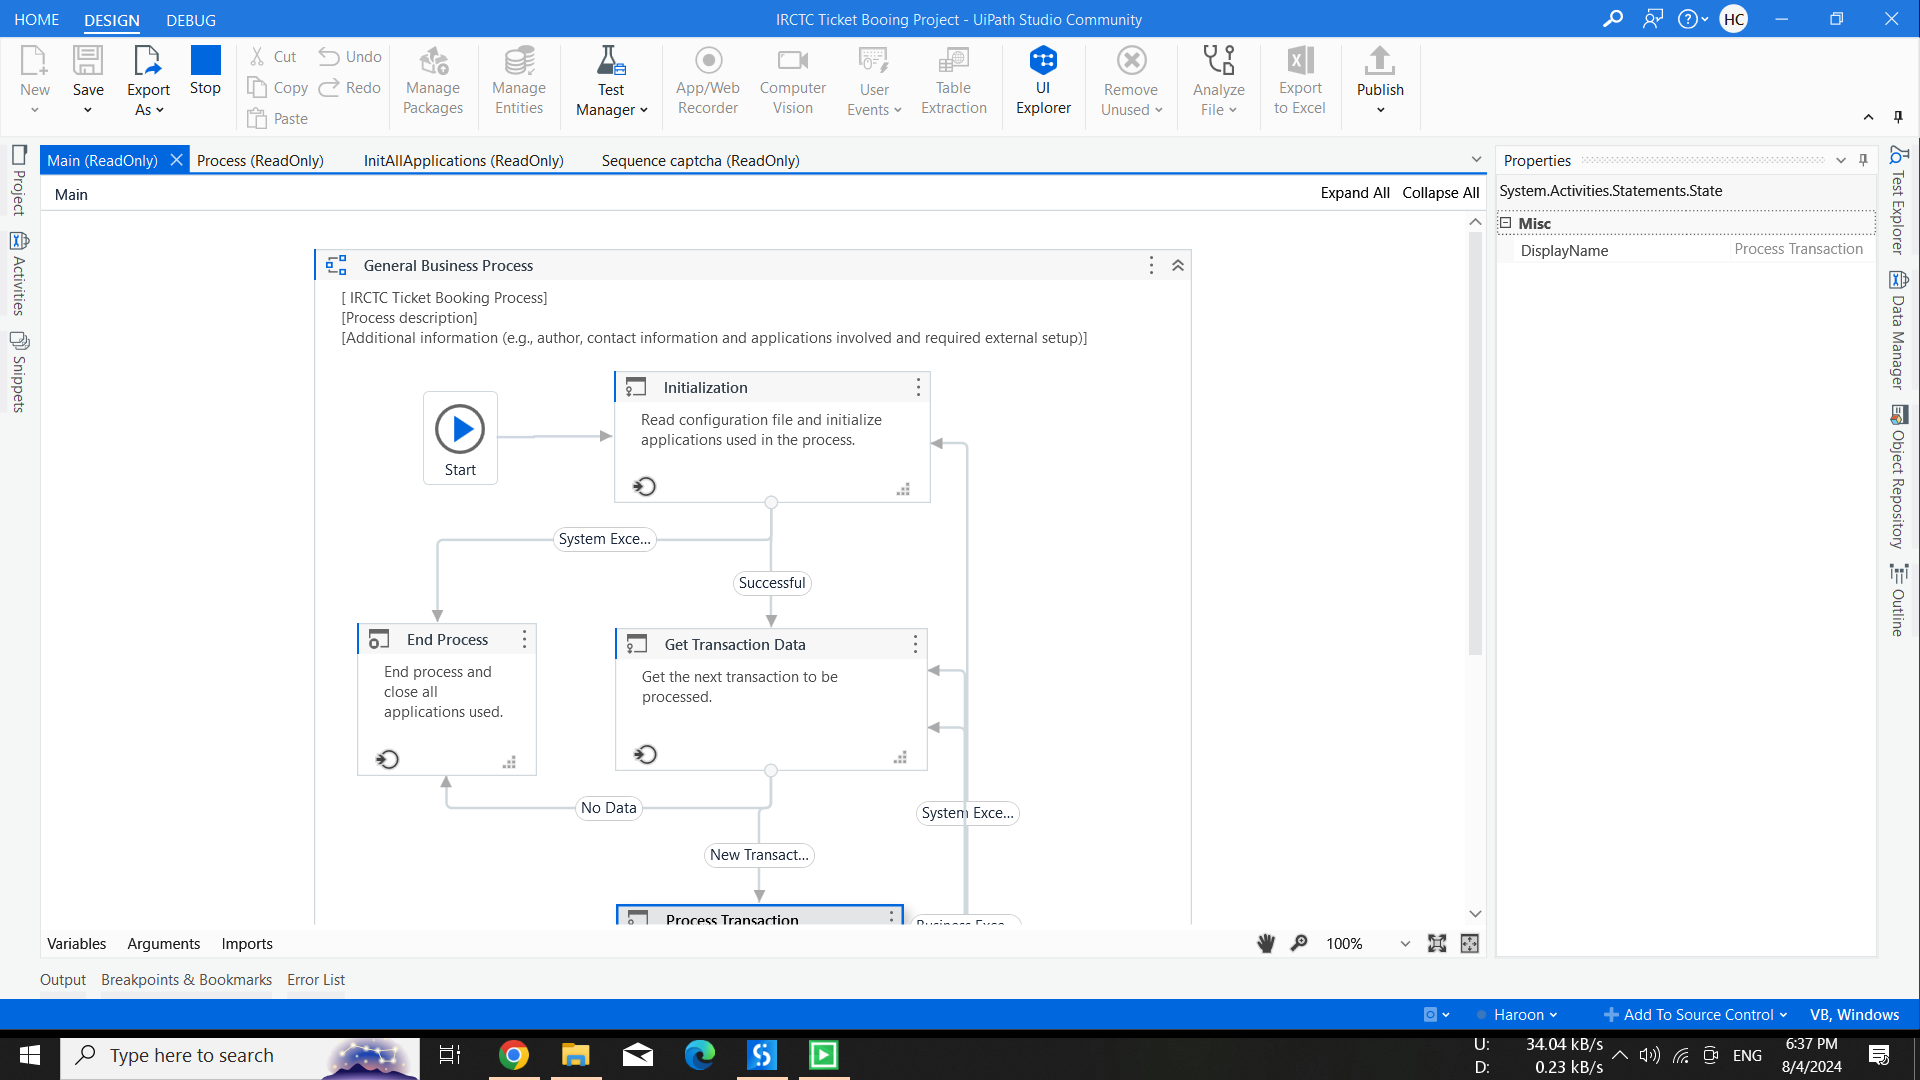 HOME DESIGN DEBUG
IRCTC Ticket Booing Project - UiPath Studio Community
HC
New
Save
Export As
Stop
Cut
Copy
Paste
Undo
Redo
Manage Packages
Manage Entities
Test Manager
App/Web Recorder
Computer Vision
User Events
Table Extraction
UI Explorer
Remove Unused
Analyze File
Export to Excel
Publish
Main (ReadOnly) Process (ReadOnly) InitAllApplications (ReadOnly) Sequence captcha (ReadOnly)
Main
Expand All Collapse All
Project
Activities
Snippets
General Business Process
[ IRCTC Ticket Booking Process]
[Process description]
[Additional information (e.g., author, contact information and applications involved and required external setup)]
Start
Initialization
Read configuration file and initialize
applications used in the process.
System Exce...
Successful
End Process
End process and
close all
applications used.
Get Transaction Data
Get the next transaction to be
processed.
No Data
System Exce...
New Transact...
Process Transaction
Business Exce...
Variables Arguments Imports
100%
Output Breakpoints & Bookmarks Error List
Properties
System.Activities.Statements.State
Misc
DisplayName Process Transaction
Test Explorer
Data Manager
Object Repository
Outline
Haroon
Add To Source Control
VB, Windows
Type here to search
U: 34.04 kB/s
D: 0.23 kB/s
ENG
6:37 PM
8/4/2024